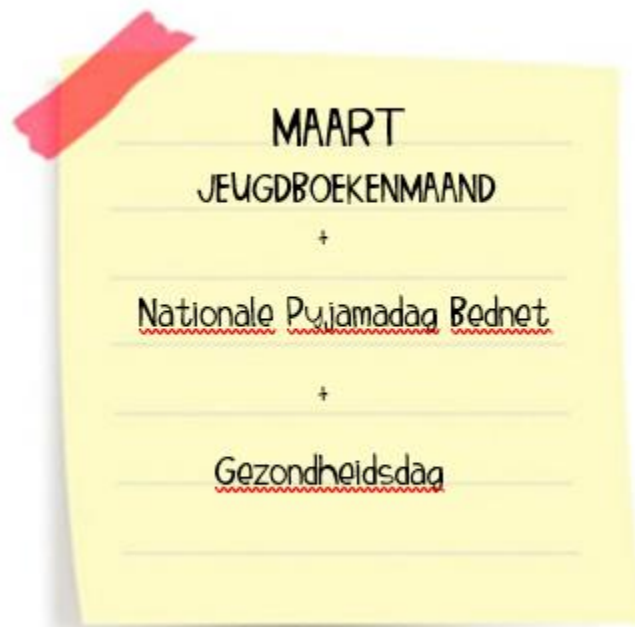 MAART
JEUGDBOEKENMAAND
+
Nationale Pyjamadag Bednet
+
Gezondheidsdag